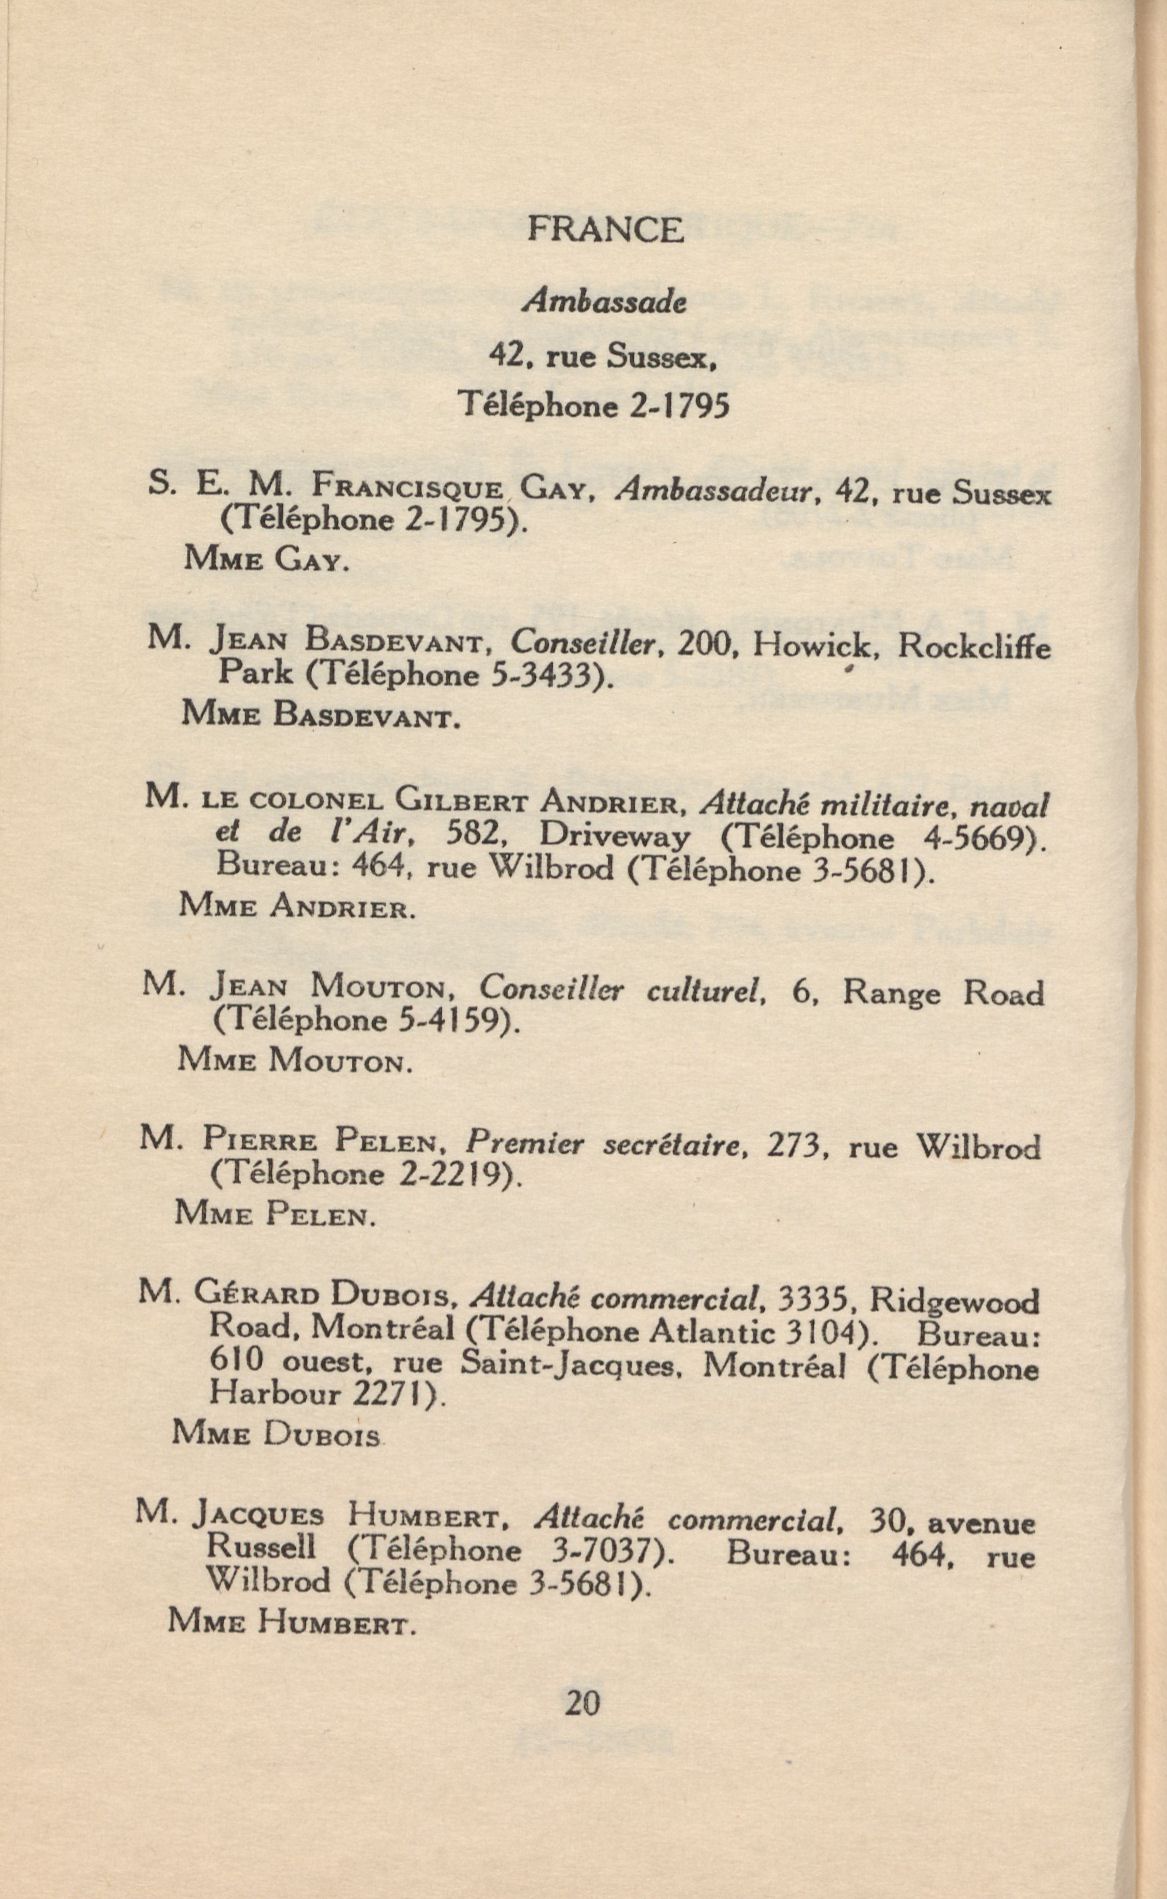 FRANCE
Ambassade
42, rue Sussex,
Téléphone 2-1795
S. E. M. FRANCISQUE GAY, Ambassadeur, 42, rue Sussex
(Téléphone 2-1795).
MME GAY.
M. JEAN BASDEVANT, Conseiller, 200, Howick, Rockcliffe
Park (Téléphone 5-3433).
MME BASDEVANT.
M. LE COLONEL GILBERT ANDRIER, Attaché militaire, naval
et de l'Air, 582, Driveway (Téléphone 4-5669).
Bureau: 464, rue Wilbrod (Téléphone 3-5681).
MME ANDRIER.
M. JEAN MOUTON, Conseiller culturel, 6, Range Road
(Téléphone 5-4159).
MME MOUTON.
M. PIERRE PELEN, Premier secrétaire, 273, rue Wilbrod
(Téléphone 2-2219).
MME PELEN.
M. GÉRARD DUBOIS, Attaché commercial, 3335, Ridgewood
Road, Montréal (Téléphone Atlantic 3104). Bureau:
610 ouest, rue Saint-Jacques, Montréal (Téléphone
Harbour 2271).
MME DUBOIS
M. JACQUES HUMBERT, Attaché commercial, 30, avenue
Russell (Téléphone 3-7037). Bureau: 464, rue
Wilbrod (Téléphone 3-5681).
MME HUMBERT.
20